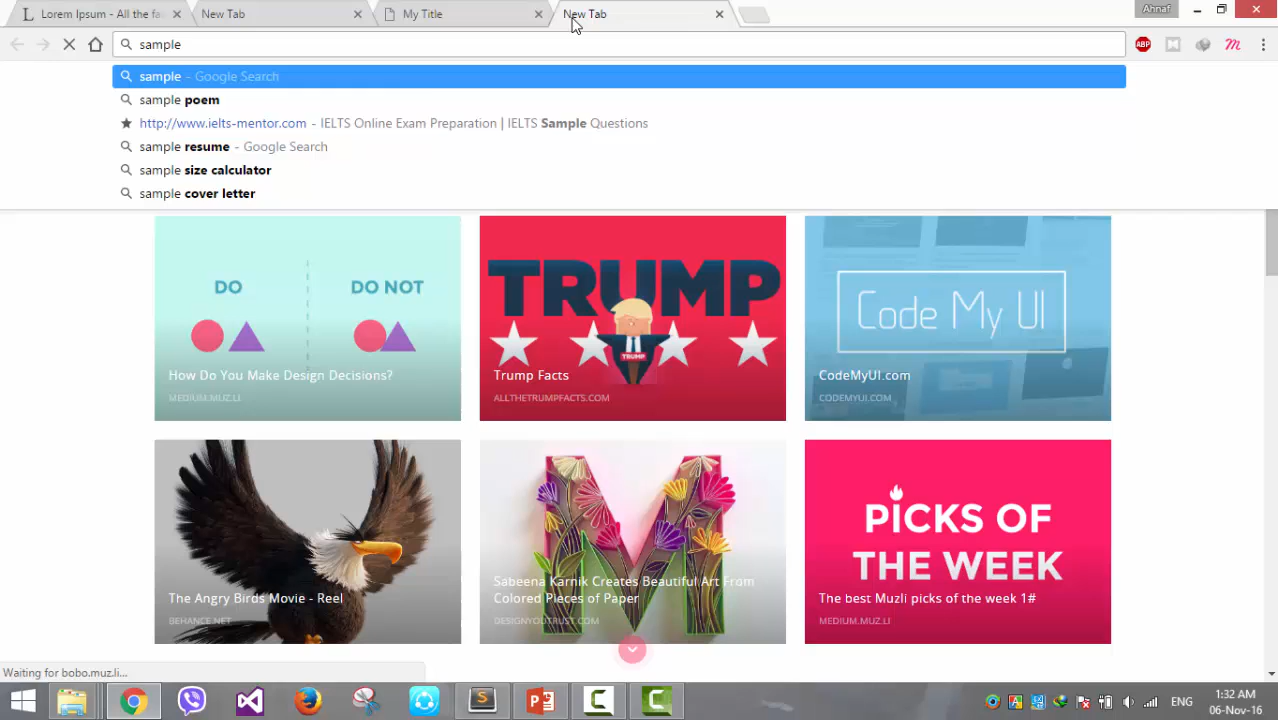 Lorem Ipsum - All the fa
New Tab
My Title
New Tab
Ahnaf
sample
ABP
sample – Google Search
sample poem
http://www.ielts-mentor.com - IELTS Online Exam Preparation | IELTS Sample Questions
sample resume - Google Search
sample size calculator
sample cover letter
DO
DO NOT
How Do You Make Design Decisions?
MEDIUM.MUZ.LI
TRUMP
TRUMP
Trump Facts
ALLTHETRUMPFACTS.COM
Code My UI
CodeMyUI.com
CODEMYUI.COM
The Angry Birds Movie - Reel
BEHANCE.NET
Sabeena Karnik Creates Beautiful Art From
Colored Pieces of Paper
DESIGNYOUTRUST.COM
PICKS OF
THE WEEK
The best Muzli picks of the week 1#
MEDIUM.MUZ.LI
Waiting for bobo.muz.li...
ENG
1:32 AM
06-Nov-16